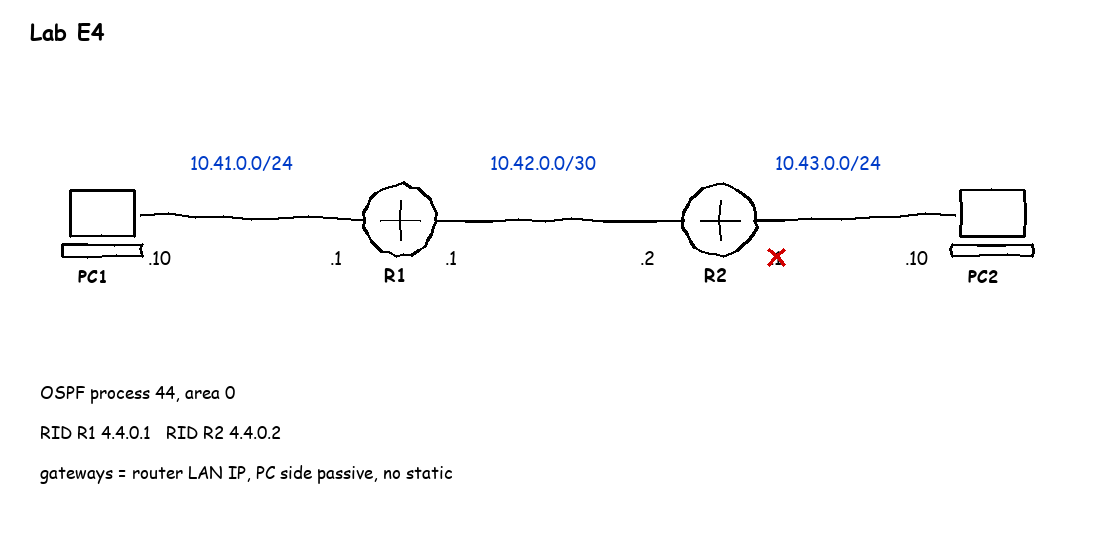 Lab E4
10.41.0.0/24 10.42.0.0/30 10.43.0.0/24
.10 .1 .1 .2 .10
PC1 R1 R2 PC2
OSPF process 44, area 0
RID R1 4.4.0.1 RID R2 4.4.0.2
gateways = router LAN IP, PC side passive, no static